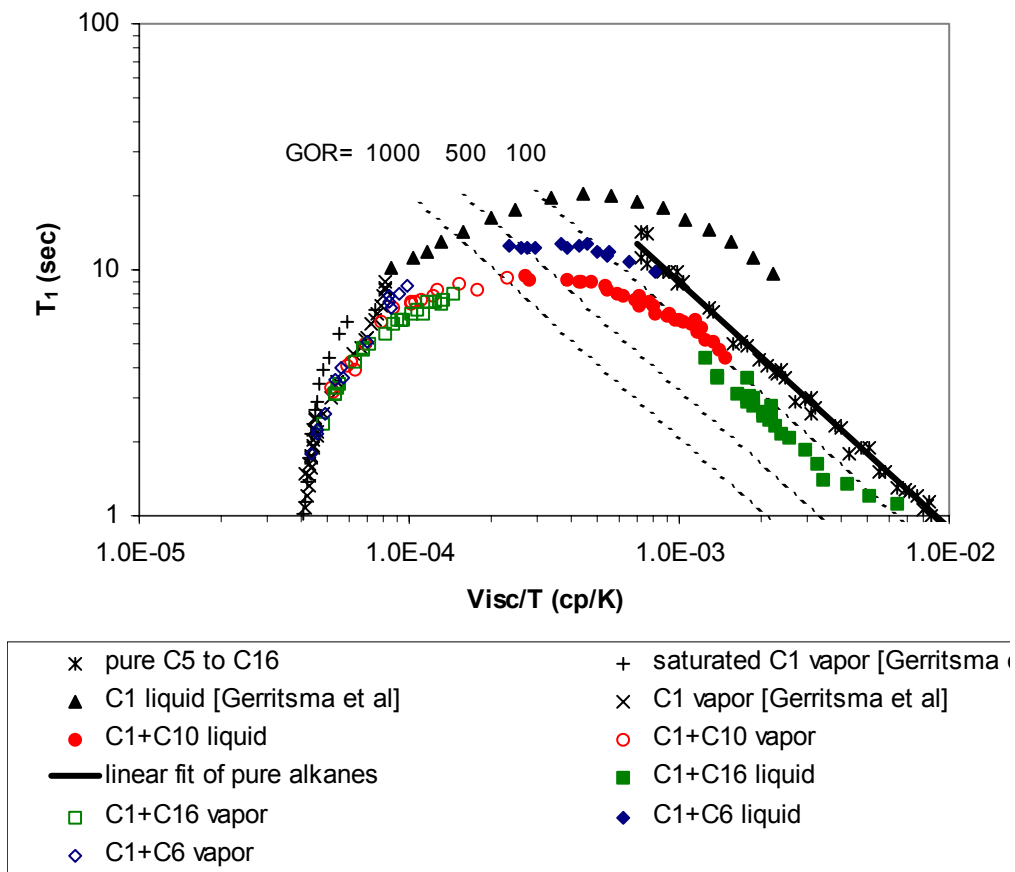 100
GOR= 1000 500 100
10
T1 (sec)
1
1.0E-05 1.0E-04 1.0E-03 1.0E-02
Visc/T (cp/K)
pure C5 to C16 saturated C1 vapor [Gerritsma e
C1 liquid [Gerritsma et al] C1 vapor [Gerritsma et al]
C1+C10 liquid C1+C10 vapor
linear fit of pure alkanes C1+C16 liquid
C1+C16 vapor C1+C6 liquid
C1+C6 vapor